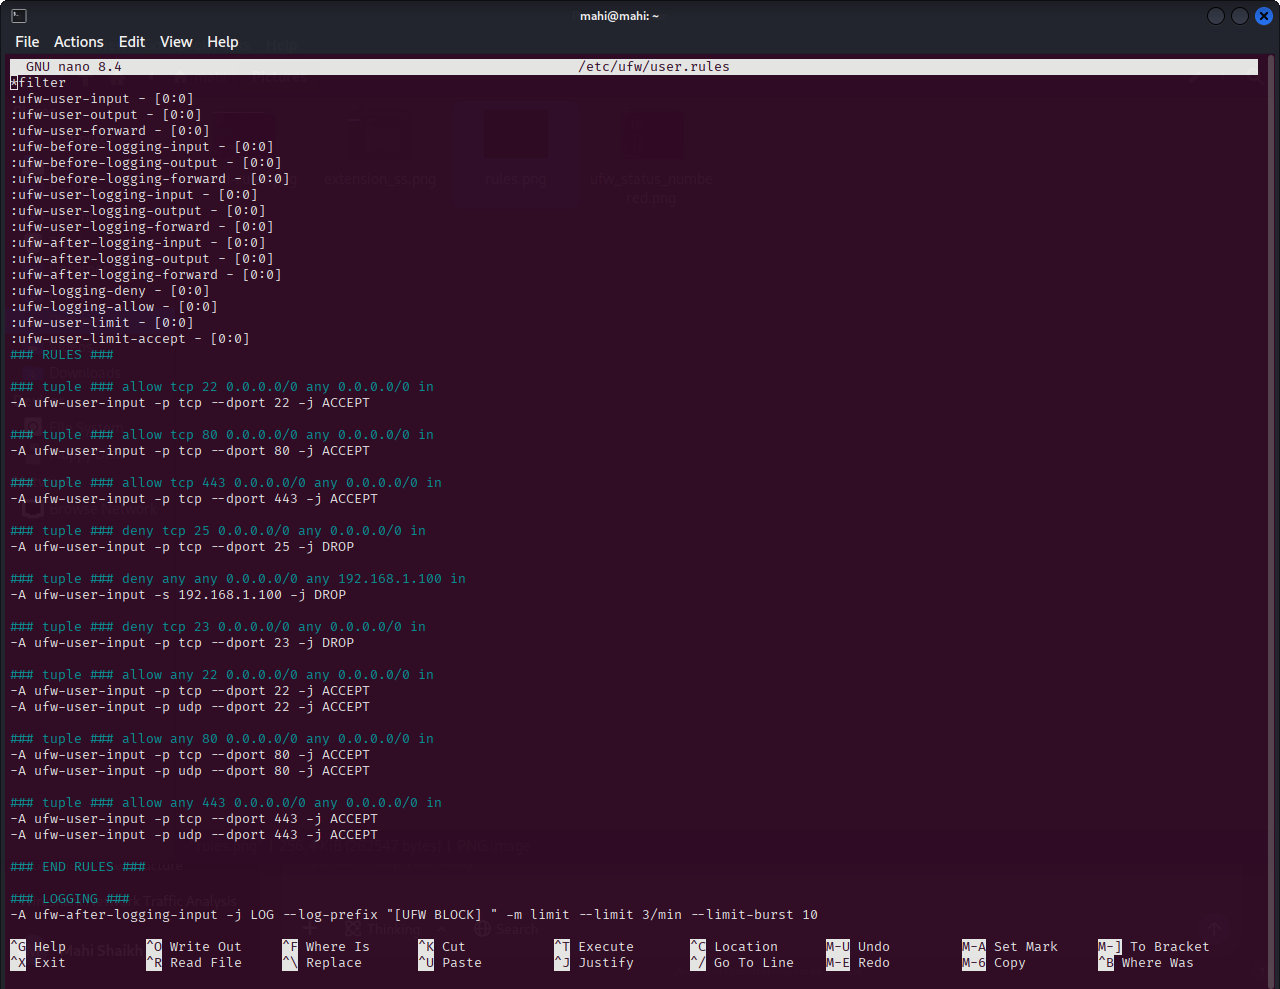 mahi@mahi: ~
File Actions Edit View Help
GNU nano 8.4 /etc/ufw/user.rules
*filter
:ufw-user-input - [0:0]
:ufw-user-output - [0:0]
:ufw-user-forward - [0:0]
:ufw-before-logging-input - [0:0]
:ufw-before-logging-output - [0:0]
:ufw-before-logging-forward - [0:0]
:ufw-user-logging-input - [0:0]
:ufw-user-logging-output - [0:0]
:ufw-user-logging-forward - [0:0]
:ufw-after-logging-input - [0:0]
:ufw-after-logging-output - [0:0]
:ufw-after-logging-forward - [0:0]
:ufw-logging-deny - [0:0]
:ufw-logging-allow - [0:0]
:ufw-user-limit - [0:0]
:ufw-user-limit-accept - [0:0]
### RULES ###
### tuple ### allow tcp 22 0.0.0.0/0 any 0.0.0.0/0 in
-A ufw-user-input -p tcp --dport 22 -j ACCEPT
### tuple ### allow tcp 80 0.0.0.0/0 any 0.0.0.0/0 in
-A ufw-user-input -p tcp --dport 80 -j ACCEPT
### tuple ### allow tcp 443 0.0.0.0/0 any 0.0.0.0/0 in
-A ufw-user-input -p tcp --dport 443 -j ACCEPT
### tuple ### deny tcp 25 0.0.0.0/0 any 0.0.0.0/0 in
-A ufw-user-input -p tcp --dport 25 -j DROP
### tuple ### deny any any 0.0.0.0/0 any 192.168.1.100 in
-A ufw-user-input -s 192.168.1.100 -j DROP
### tuple ### deny tcp 23 0.0.0.0/0 any 0.0.0.0/0 in
-A ufw-user-input -p tcp --dport 23 -j DROP
### tuple ### allow any 22 0.0.0.0/0 any 0.0.0.0/0 in
-A ufw-user-input -p tcp --dport 22 -j ACCEPT
-A ufw-user-input -p udp --dport 22 -j ACCEPT
### tuple ### allow any 80 0.0.0.0/0 any 0.0.0.0/0 in
-A ufw-user-input -p tcp --dport 80 -j ACCEPT
-A ufw-user-input -p udp --dport 80 -j ACCEPT
### tuple ### allow any 443 0.0.0.0/0 any 0.0.0.0/0 in
-A ufw-user-input -p tcp --dport 443 -j ACCEPT
-A ufw-user-input -p udp --dport 443 -j ACCEPT
### END RULES ###
### LOGGING ###
-A ufw-after-logging-input -j LOG --log-prefix "[UFW BLOCK] " -m limit --limit 3/min --limit-burst 10
^G Help ^O Write Out ^F Where Is ^K Cut ^T Execute ^C Location M-U Undo M-A Set Mark M-] To Bracket
^X Exit ^R Read File ^\ Replace ^U Paste ^J Justify ^/ Go To Line M-E Redo M-6 Copy ^B Where Was